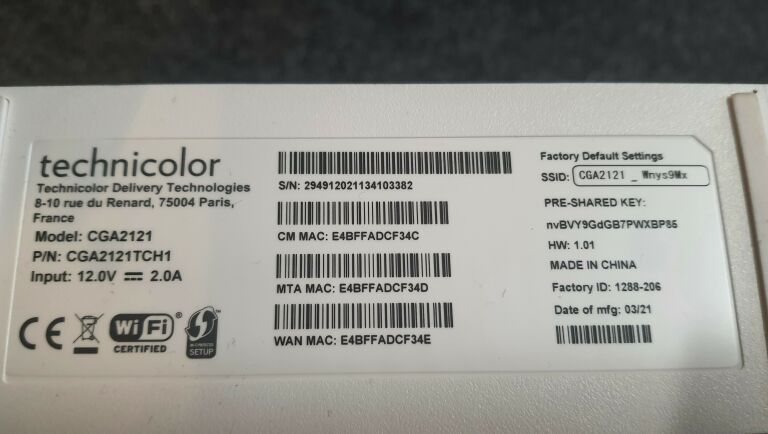 technicolor
Technicolor Delivery Technologies
8-10 rue du Renard, 75004 Paris,
France
Model: CGA2121
P/N: CGA2121TCH1
Input: 12.0V ⎓ 2.0A
CE
Wi Fi®
CERTIFIED
WI-FI PROTECTED
SETUP
S/N: 294912021134103382
CM MAC: E4BFFADCF34C
MTA MAC: E4BFFADCF34D
WAN MAC: E4BFFADCF34E
Factory Default Settings
SSID: CGA2121 _ Wnys9Mx
PRE-SHARED KEY:
nvBVY9GdGB7PWXBP85
HW: 1.01
MADE IN CHINA
Factory ID: 1288-206
Date of mfg: 03/21